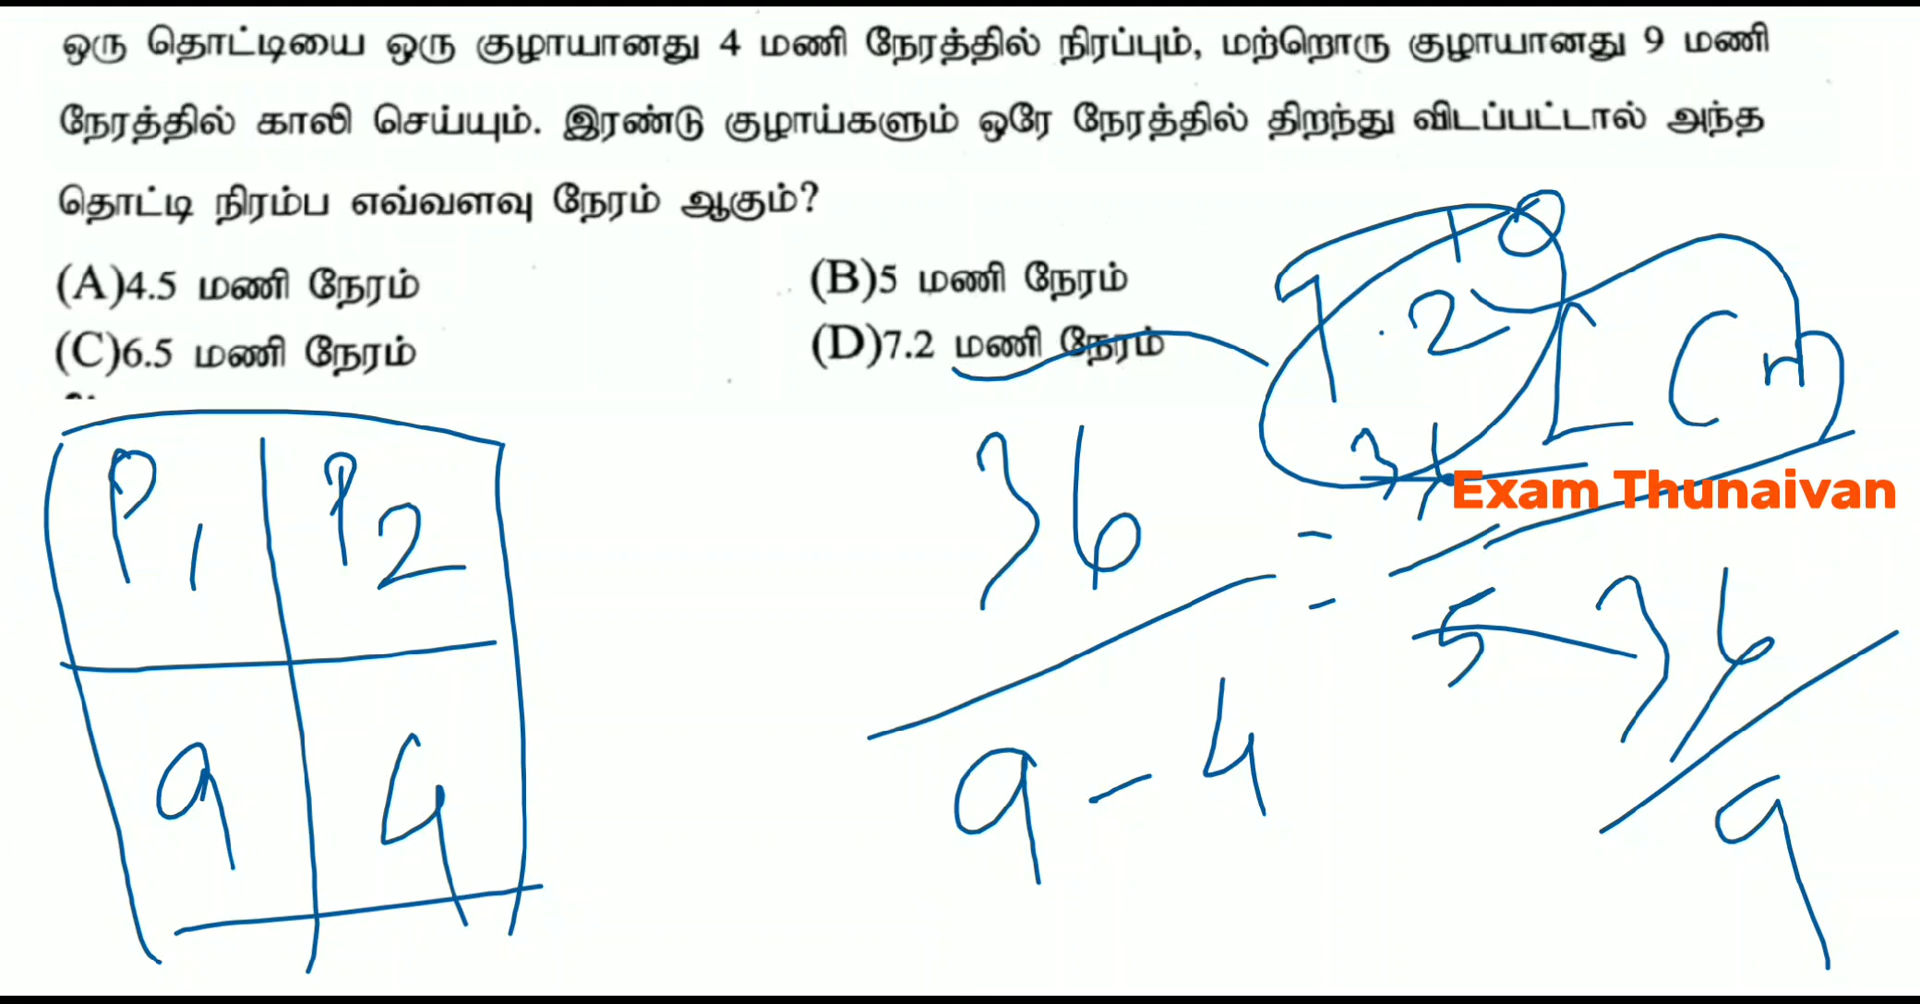 ஒரு தொட்டியை ஒரு குழாயானது 4 மணி நேரத்தில் நிரப்பும், மற்றொரு குழாயானது 9 மணி
நேரத்தில் காலி செய்யும். இரண்டு குழாய்களும் ஒரே நேரத்தில் திறந்து விடப்பட்டால் அந்த
தொட்டி நிரம்ப எவ்வளவு நேரம் ஆகும்?
(A)4.5 மணி நேரம் (B)5 மணி நேரம்
(C)6.5 மணி நேரம் (D)7.2 மணி நேரம்
7.2 LCM
P1 P2
36 =
Exam Thunaivan
5 36
9 4
9 - 4
9